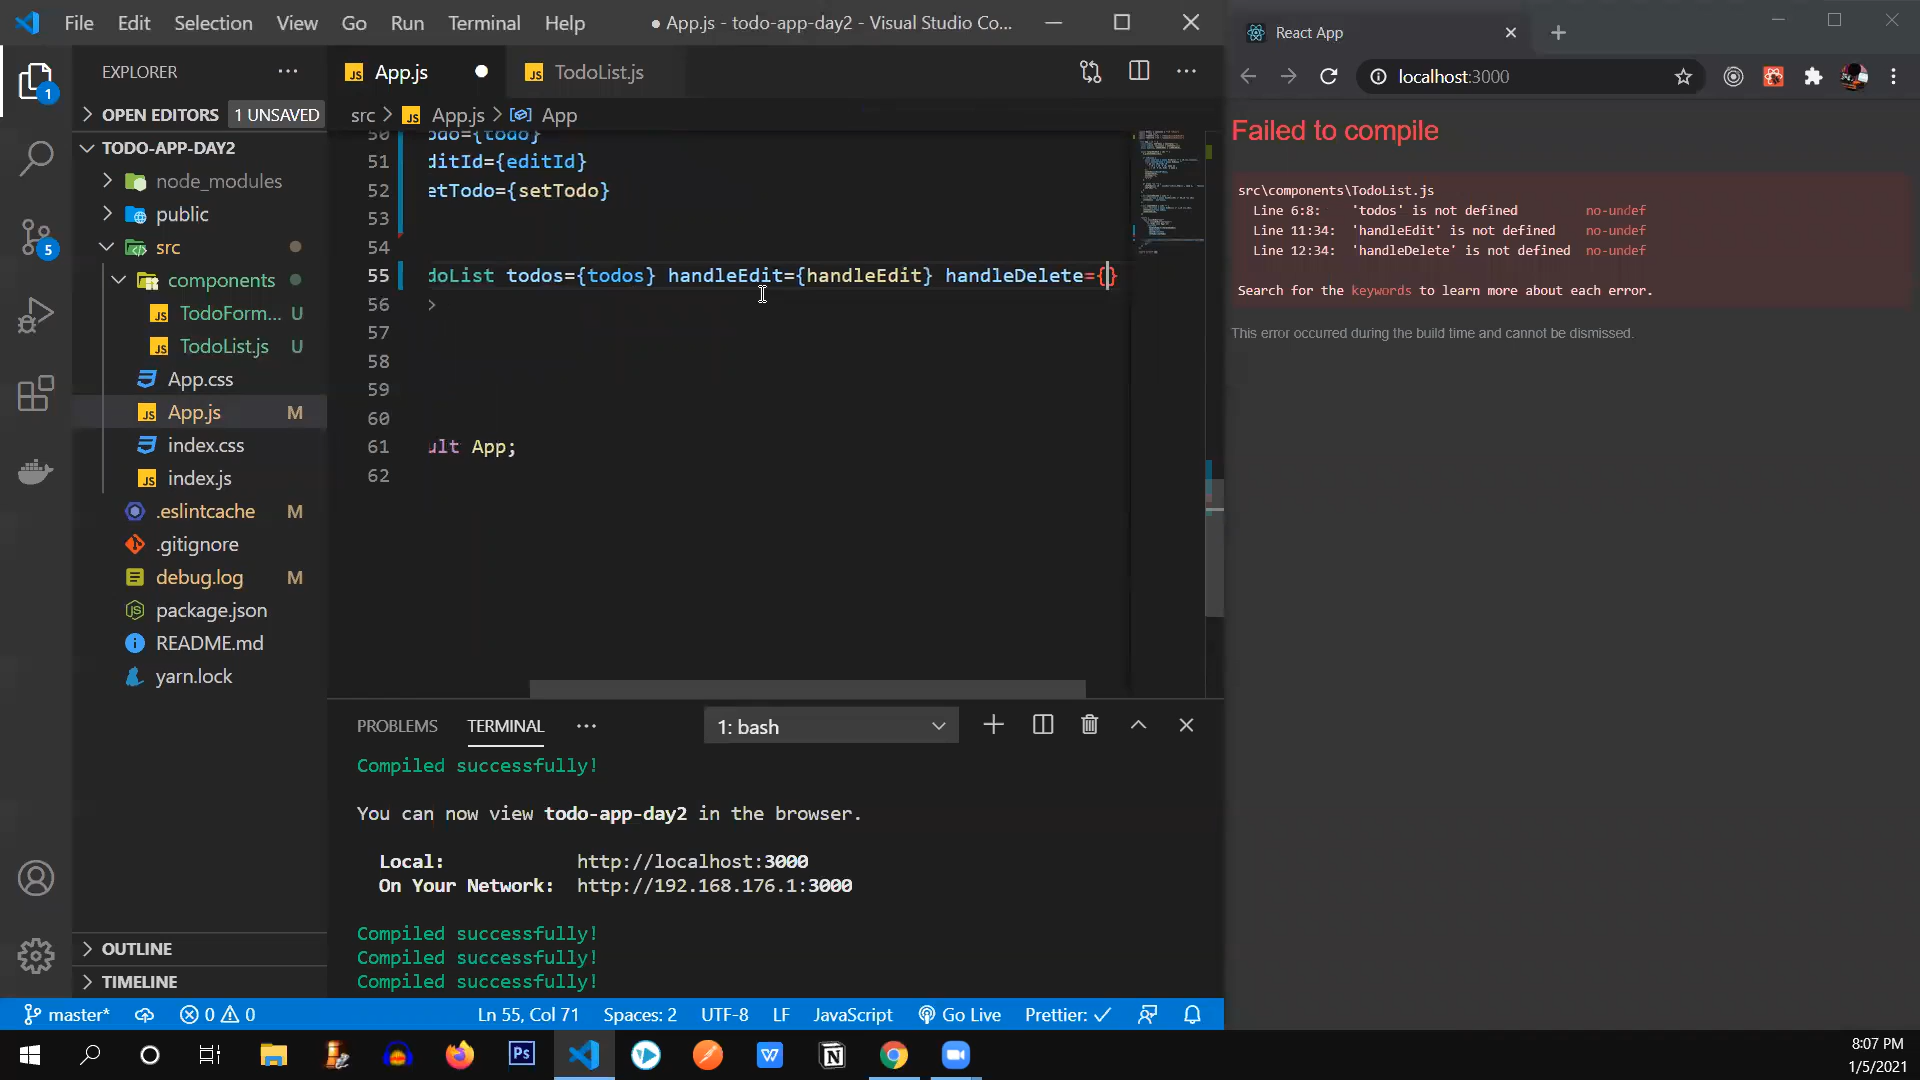 File Edit Selection View Go Run Terminal Help ● App.js - todo-app-day2 - Visual Studio Co...
EXPLORER
OPEN EDITORS 1 UNSAVED
TODO-APP-DAY2
node_modules
public
src
components
TodoForm... U
TodoList.js U
App.css
App.js M
index.css
index.js
.eslintcache M
.gitignore
debug.log M
package.json
README.md
yarn.lock
OUTLINE
TIMELINE
1
5
App.js TodoList.js
src > App.js > App
50 odo={todo}
51 ditId={editId}
52 etTodo={setTodo}
53
54
55 doList todos={todos} handleEdit={handleEdit} handleDelete={}
56 >
57
58
59
60
61 ult App;
62
PROBLEMS TERMINAL 1: bash
Compiled successfully!
You can now view todo-app-day2 in the browser.
Local: http://localhost:3000
On Your Network: http://192.168.176.1:3000
Compiled successfully!
Compiled successfully!
Compiled successfully!
master* 0 0 Ln 55, Col 71 Spaces: 2 UTF-8 LF JavaScript Go Live Prettier: ✓
React App
localhost:3000
Failed to compile
src\components\TodoList.js
Line 6:8: 'todos' is not defined no-undef
Line 11:34: 'handleEdit' is not defined no-undef
Line 12:34: 'handleDelete' is not defined no-undef
Search for the keywords to learn more about each error.
This error occurred during the build time and cannot be dismissed.
8:07 PM
1/5/2021